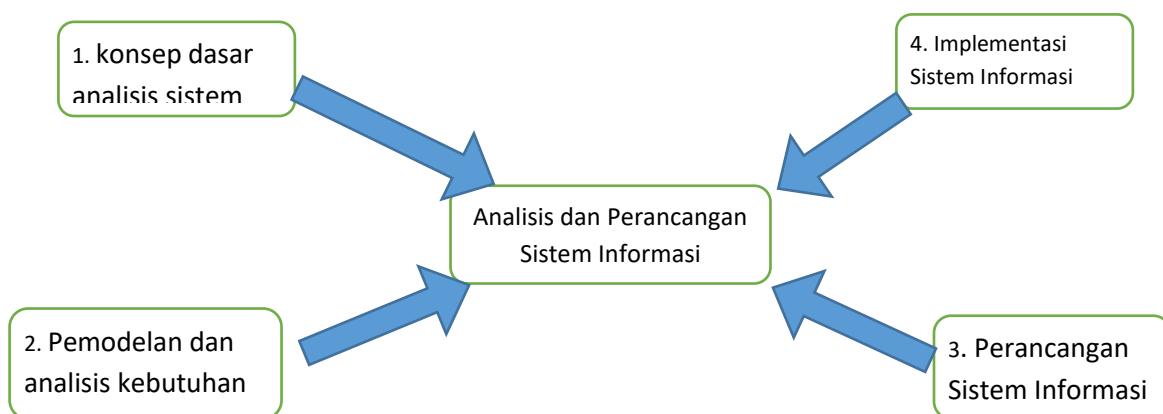 1. konsep dasar
analisis sistem
4. Implementasi
Sistem Informasi
Analisis dan Perancangan
Sistem Informasi
2. Pemodelan dan
analisis kebutuhan
3. Perancangan
Sistem Informasi